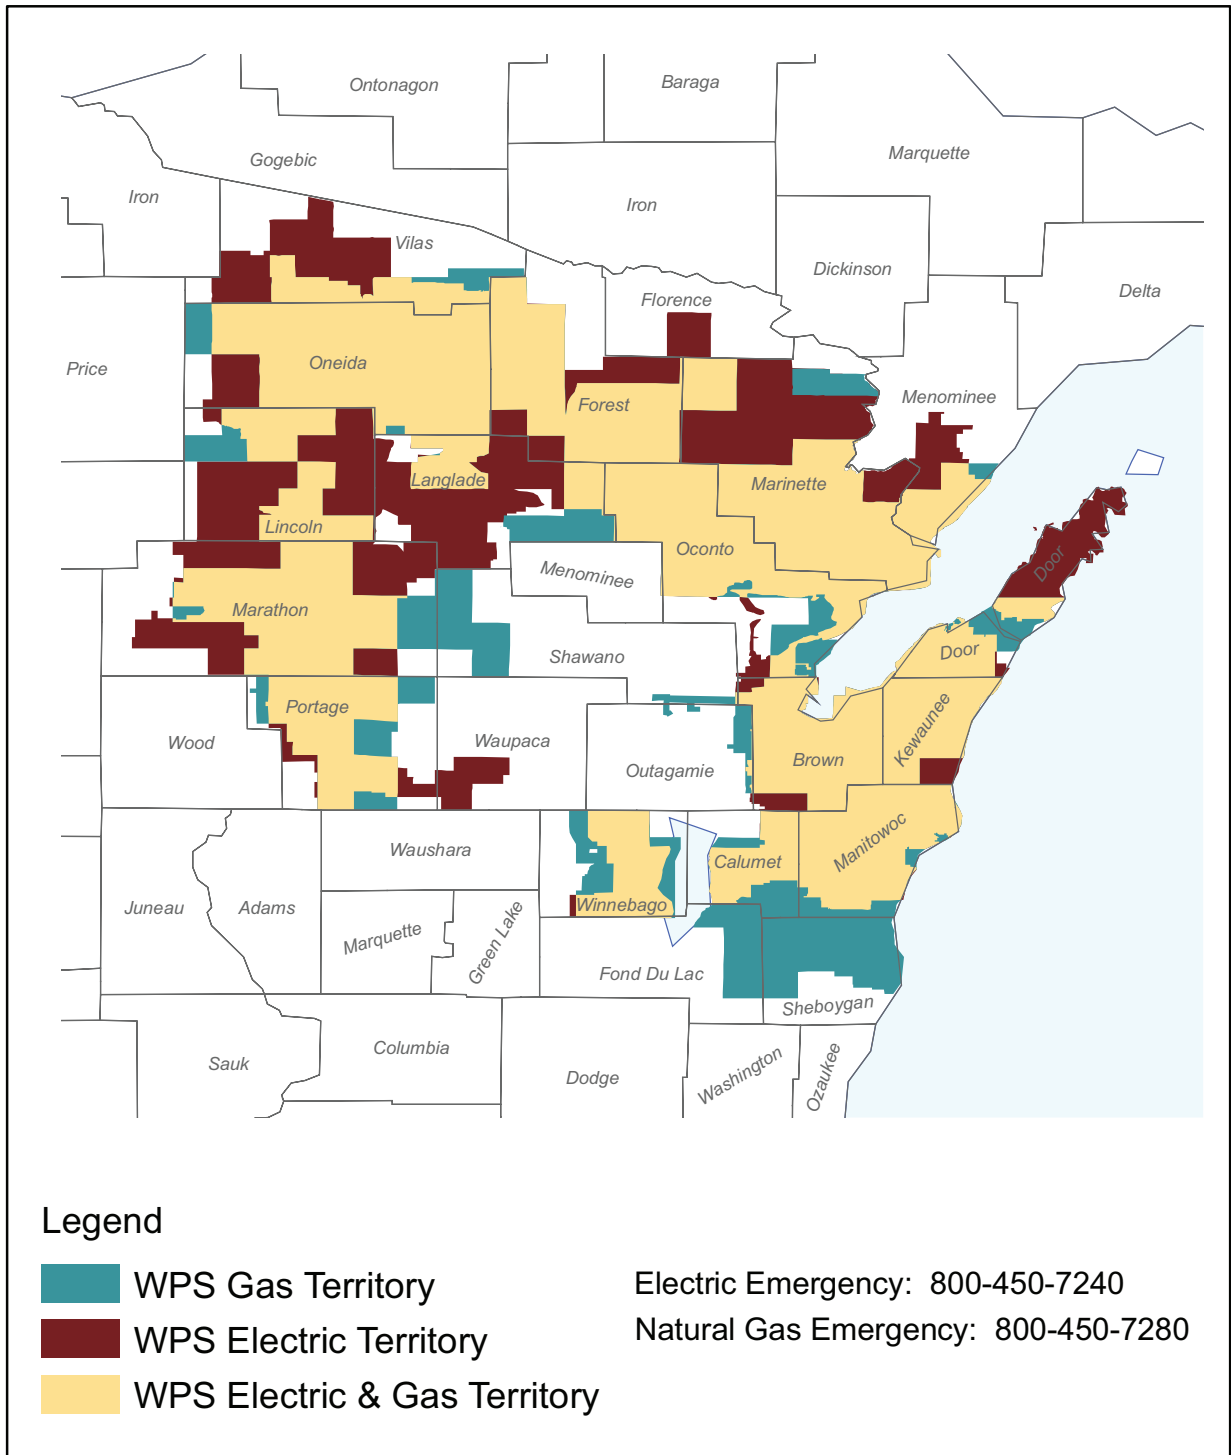 Ontonagon
Baraga
Marquette
Gogebic
Iron
Iron
Vilas
Dickinson
Delta
Florence
Price
Oneida
Menominee
Forest
Langlade
Marinette
Lincoln
Oconto
Door
Menominee
Marathon
Shawano
Door
Portage
Kewaunee
Wood
Waupaca
Outagamie
Brown
Manitowoc
Waushara
Calumet
Juneau
Adams
Winnebago
Marquette
Green Lake
Fond Du Lac
Sheboygan
Sauk
Columbia
Dodge
Washington
Ozaukee
Legend
WPS Gas Territory
WPS Electric Territory
WPS Electric & Gas Territory
Electric Emergency: 800-450-7240
Natural Gas Emergency: 800-450-7280